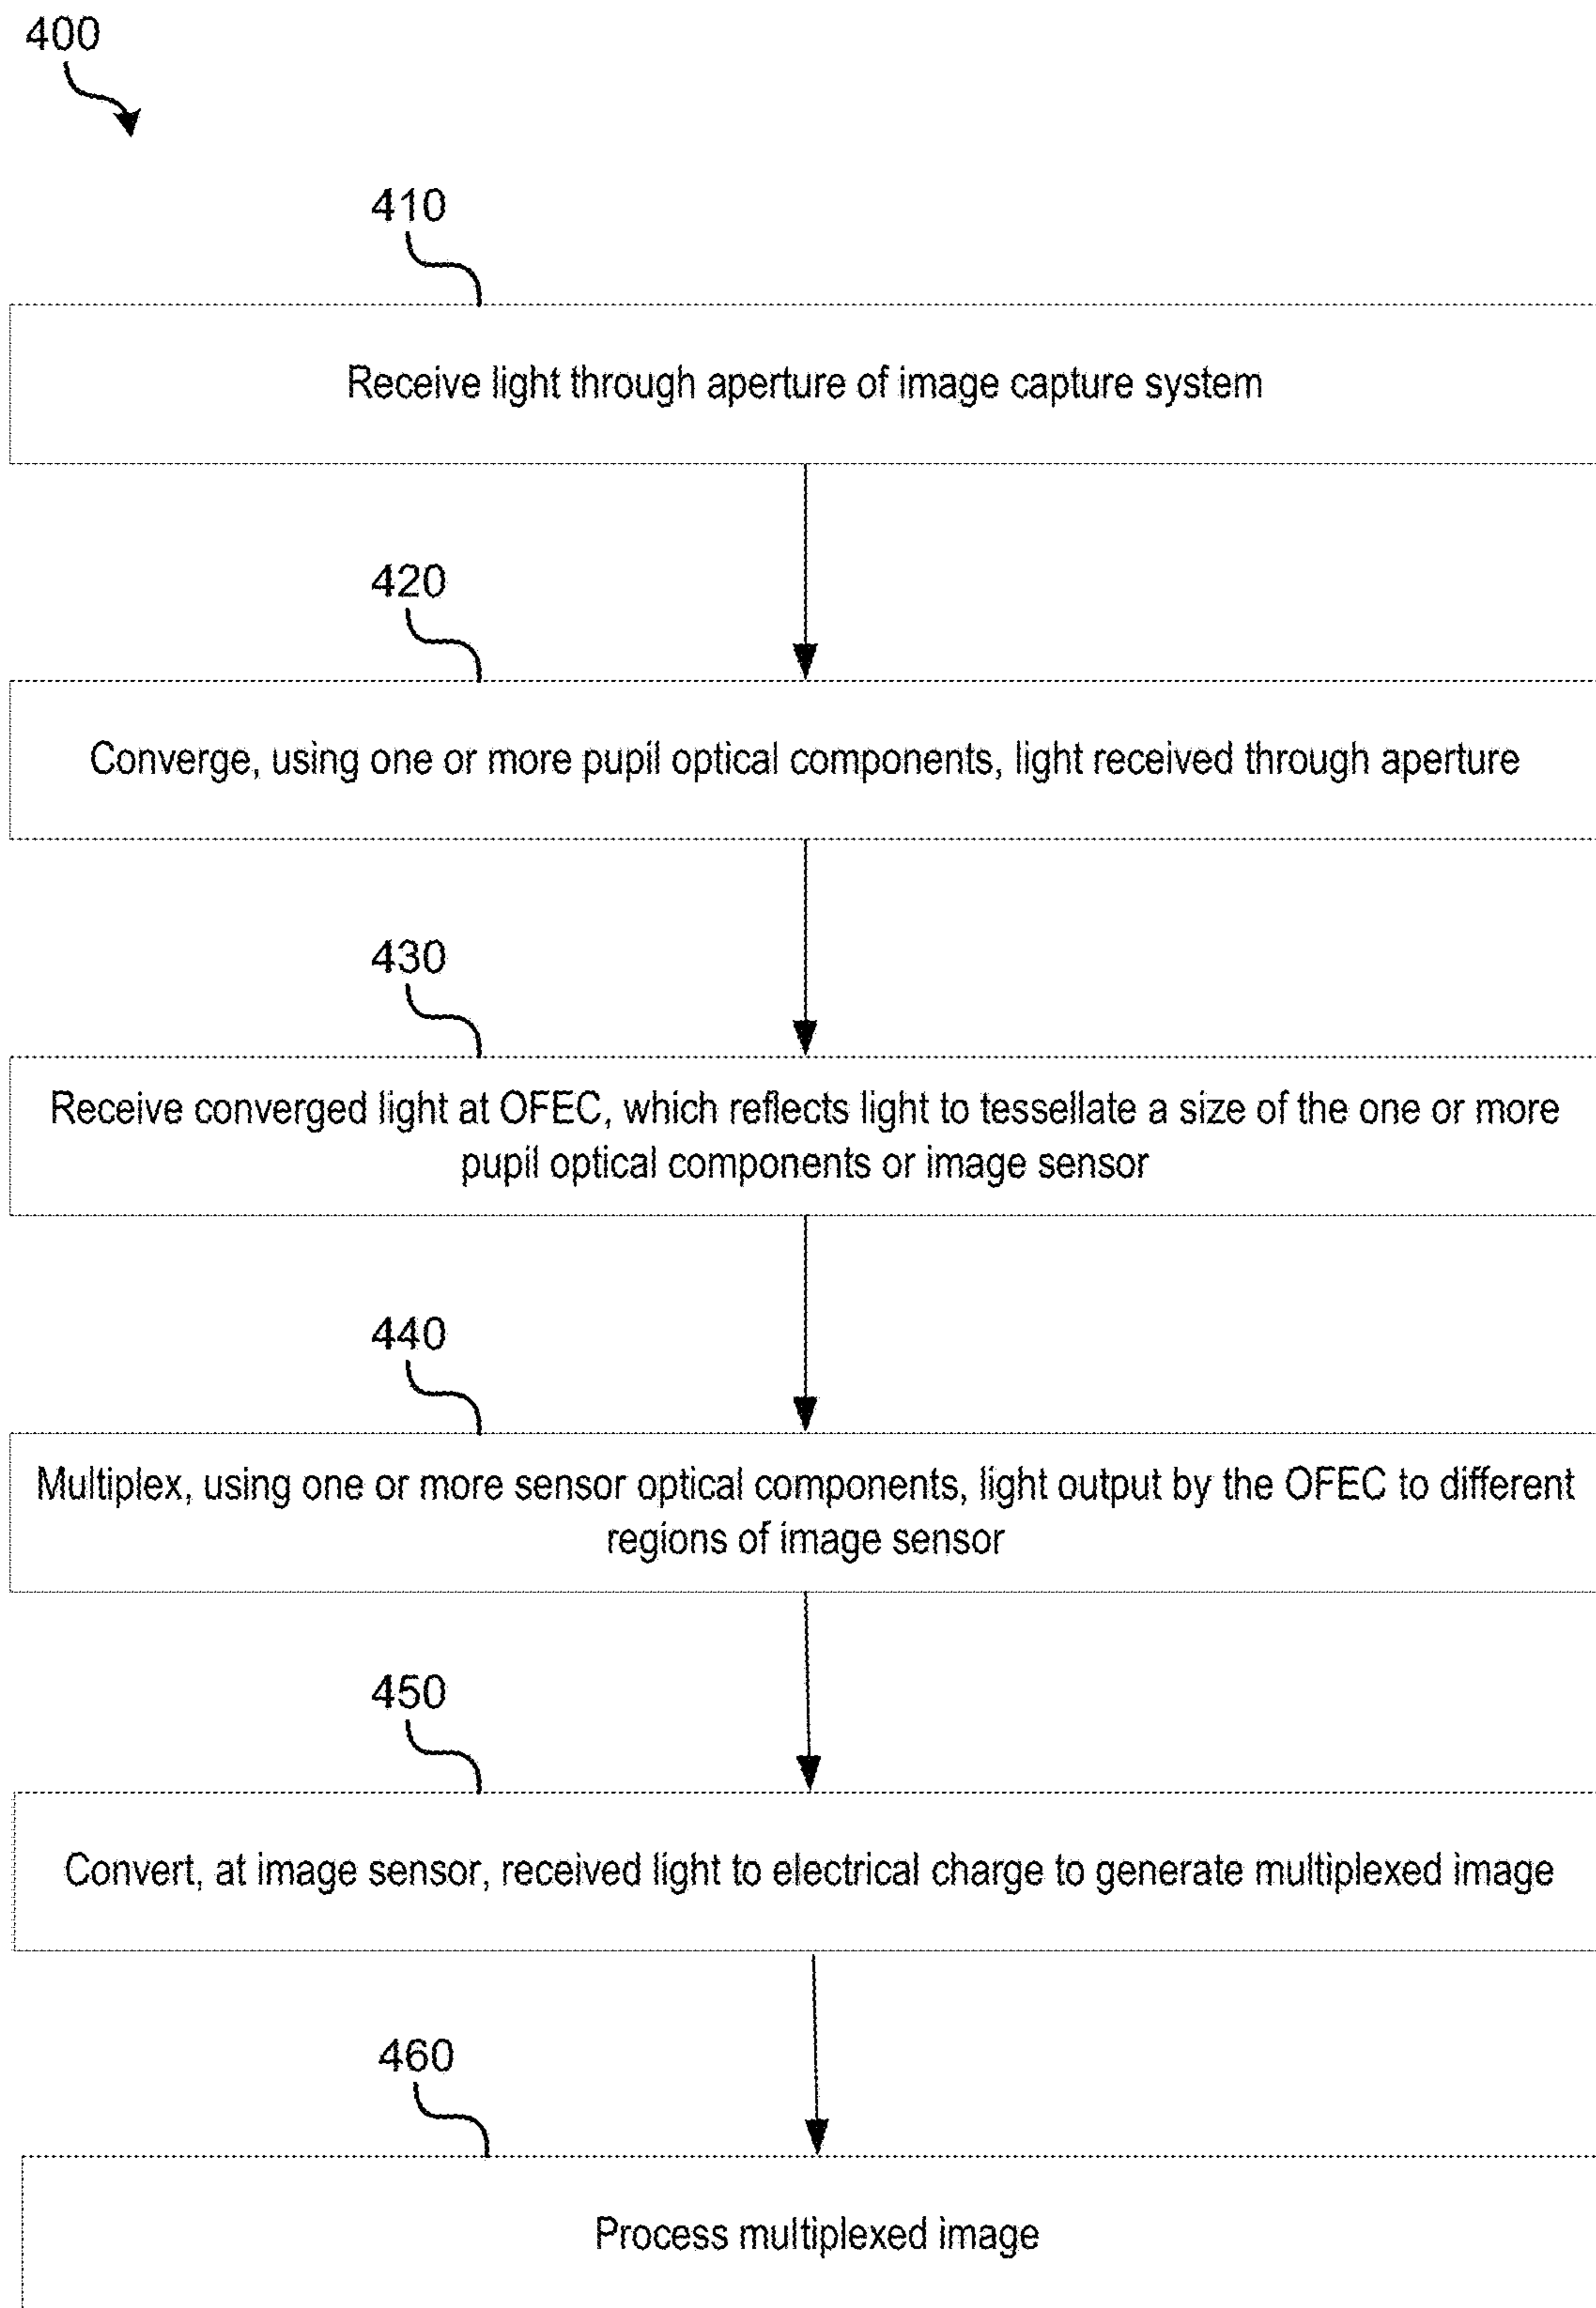 400
410
Receive light through aperture of image capture system
420
Converge, using one or more pupil optical components, light received through aperture
430
Receive converged light at OFEC, which reflects light to tessellate a size of the one or more
pupil optical components or image sensor
440
Multiplex, using one or more sensor optical components, light output by the OFEC to different
regions of image sensor
450
Convert, at image sensor, received light to electrical charge to generate multiplexed image
460
Process multiplexed image